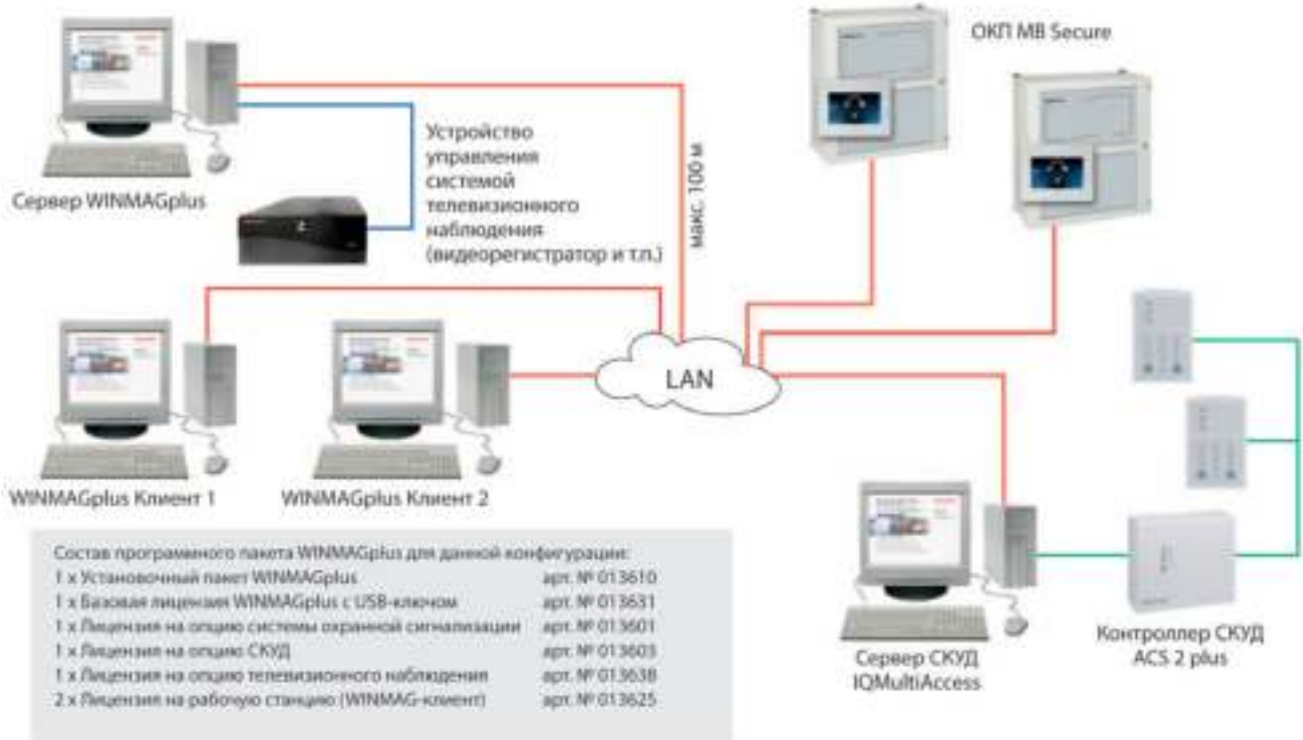 ОКП MB Secure
Устройство
управления
системой
телевизионного
наблюдения
(видеорегистратор и т.п.)
макс. 100 м
Сервер WINMAGplus
LAN
WINMAGplus Клиент 1
WINMAGplus Клиент 2
Состав программного пакета WINMAGplus для данной конфигурации:
1 x Установочный пакет WINMAGplus арт. № 013610
1 x Базовая лицензия WINMAGplus с USB-ключом арт. № 013631
1 x Лицензия на опцию системы охранной сигнализации арт. № 013601
1 x Лицензия на опцию СКУД арт. № 013603
1 x Лицензия на опцию телевизионного наблюдения арт. № 013638
2 x Лицензия на рабочую станцию (WINMAG-клиент) арт. № 013625
Сервер СКУД
IQMultiAccess
Контроллер СКУД
ACS 2 plus